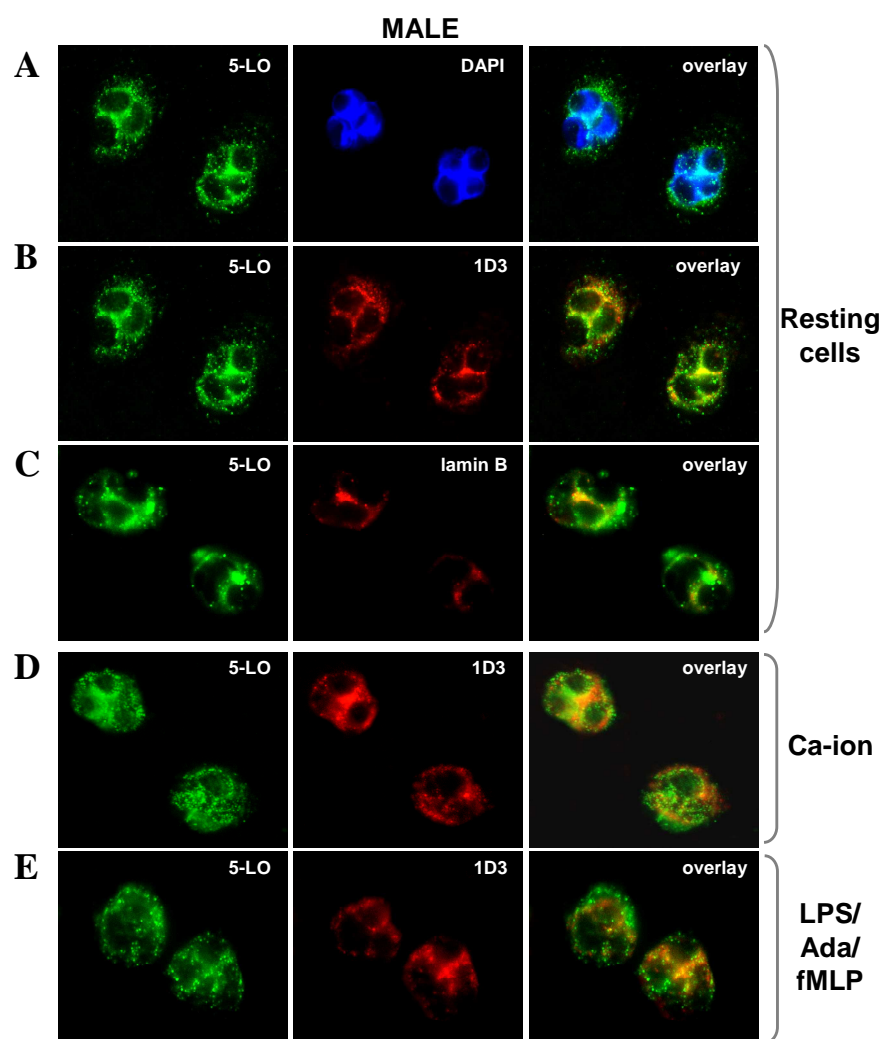 MALE
A
5-LO
DAPI
overlay
B
5-LO
1D3
overlay
C
5-LO
lamin B
overlay
Resting
cells
D
5-LO
1D3
overlay
Ca-ion
E
5-LO
1D3
overlay
LPS/
Ada/
fMLP